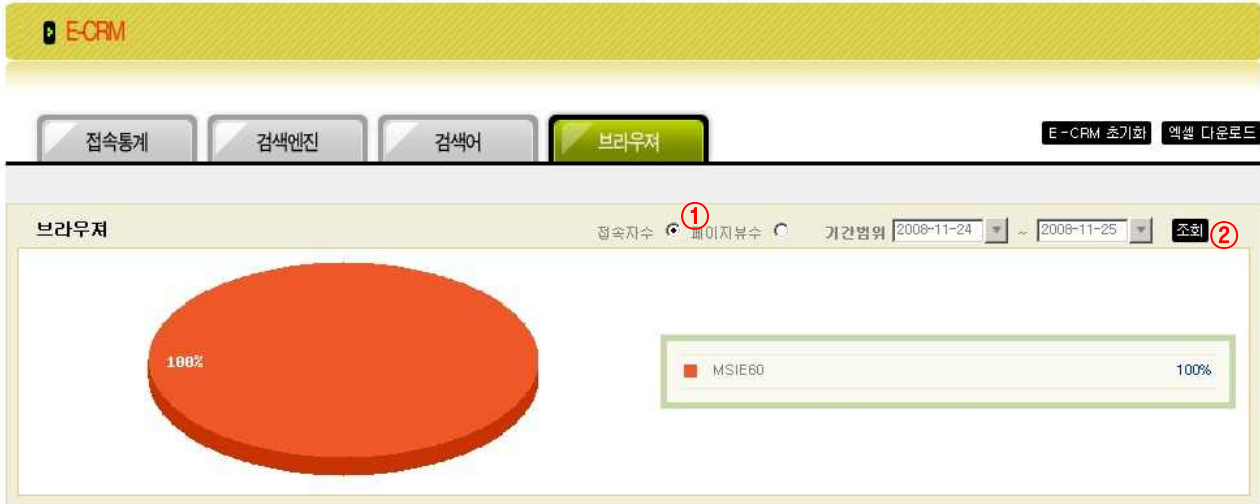 E-CRM
접속통계 검색엔진 검색어 브라우져 E-CRM 초기화 엑셀 다운로드
브라우져 접속자수 ① 페이지뷰수 기간범위 2008-11-24 ~ 2008-11-25 조회 ②
100%
MSIE60 100%